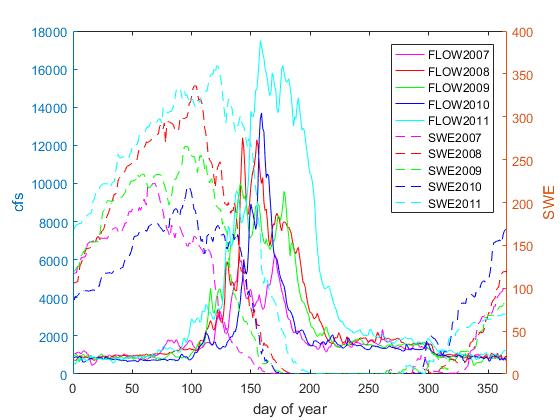 18000
16000
14000
12000
10000
8000
6000
4000
2000
0
cfs
400
350
300
250
200
150
100
50
0
SWE
FLOW2007
FLOW2008
FLOW2009
FLOW2010
FLOW2011
SWE2007
SWE2008
SWE2009
SWE2010
SWE2011
0 50 100 150 200 250 300 350
day of year